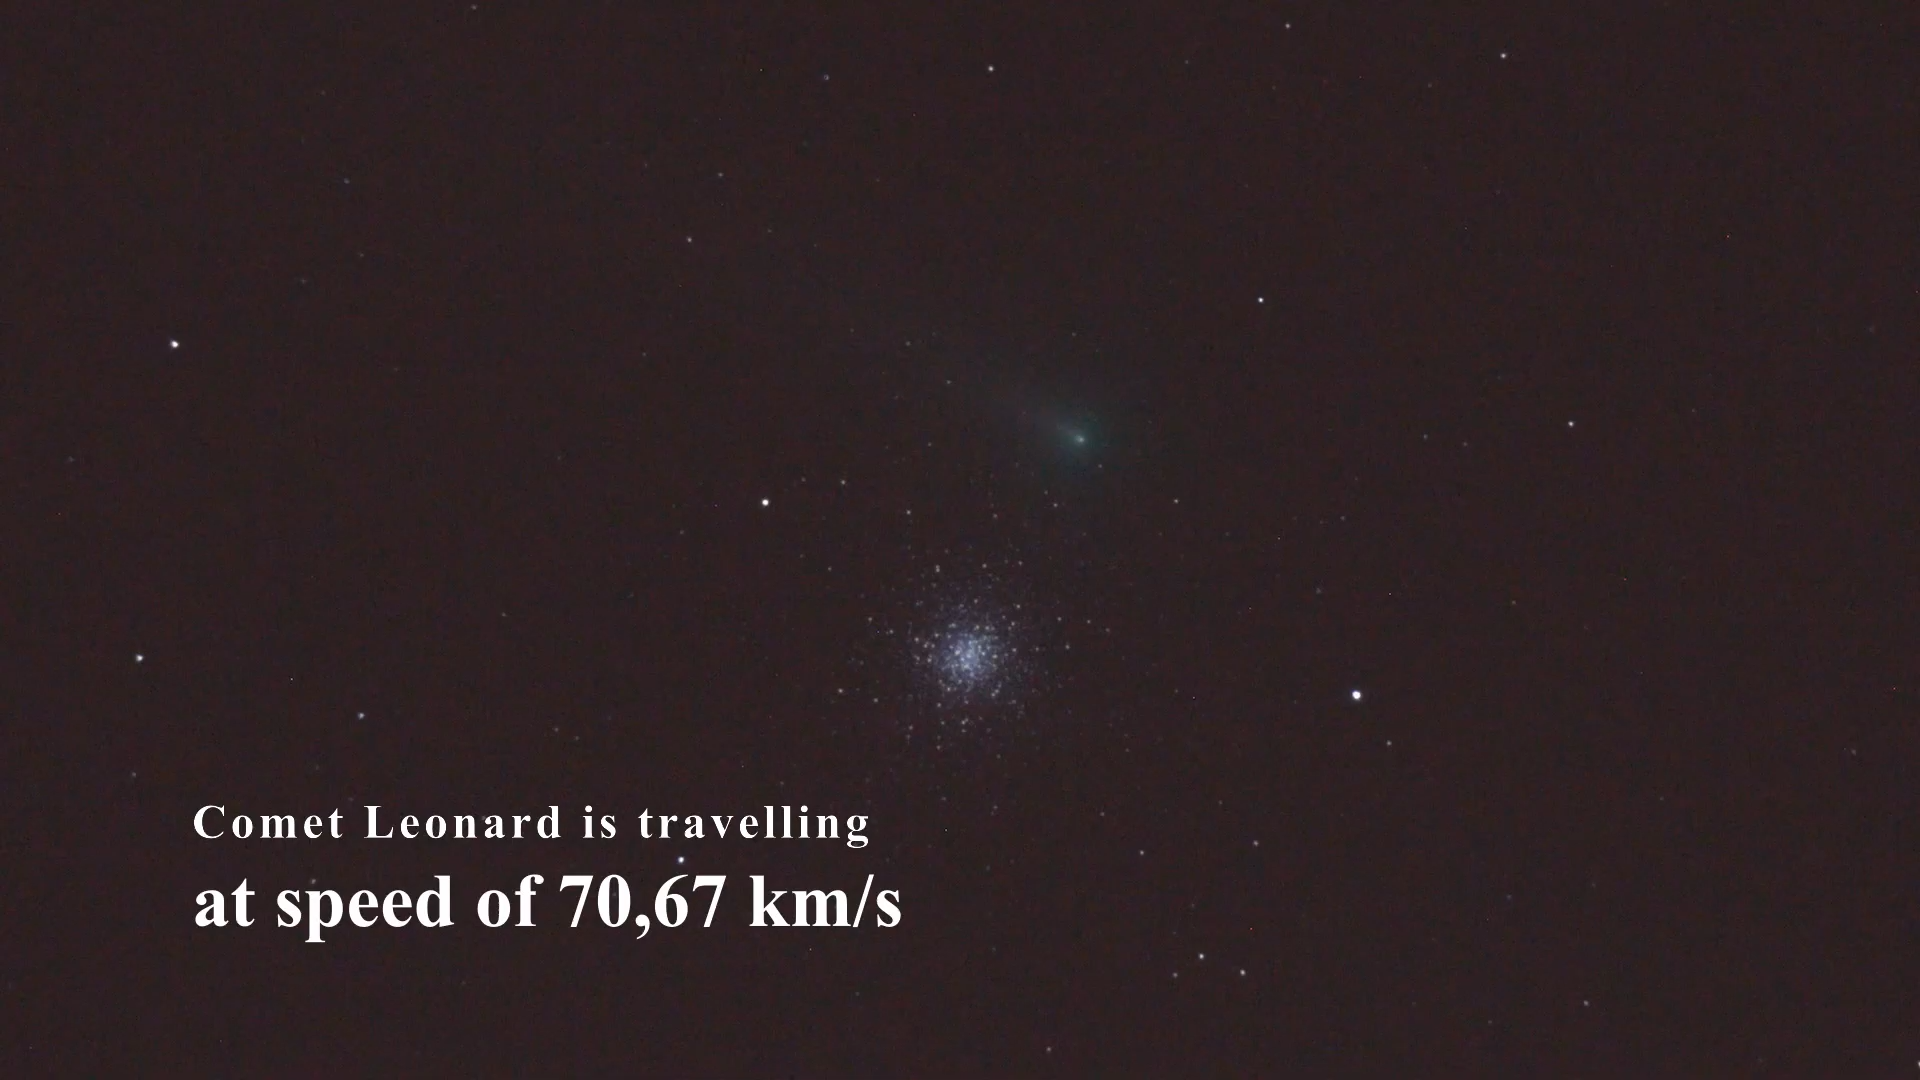 Comet Leonard is travelling
at speed of 70,67 km/s